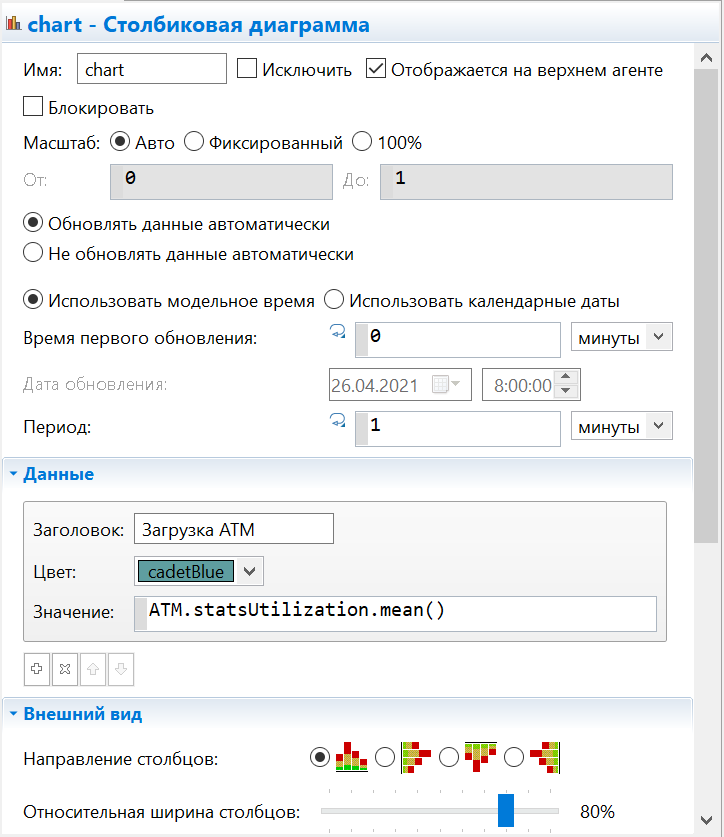 chart - Столбиковая диаграмма
Имя: chart Исключить Отображается на верхнем агенте
Блокировать
Масштаб: Авто Фиксированный 100%
От: 0 До: 1
Обновлять данные автоматически
Не обновлять данные автоматически
Использовать модельное время Использовать календарные даты
Время первого обновления: 0 минуты
Дата обновления: 26.04.2021 8:00:00
Период: 1 минуты
Данные
Заголовок: Загрузка ATM
Цвет: cadetBlue
Значение: ATM.statsUtilization.mean()
Внешний вид
Направление столбцов:
Относительная ширина столбцов: 80%